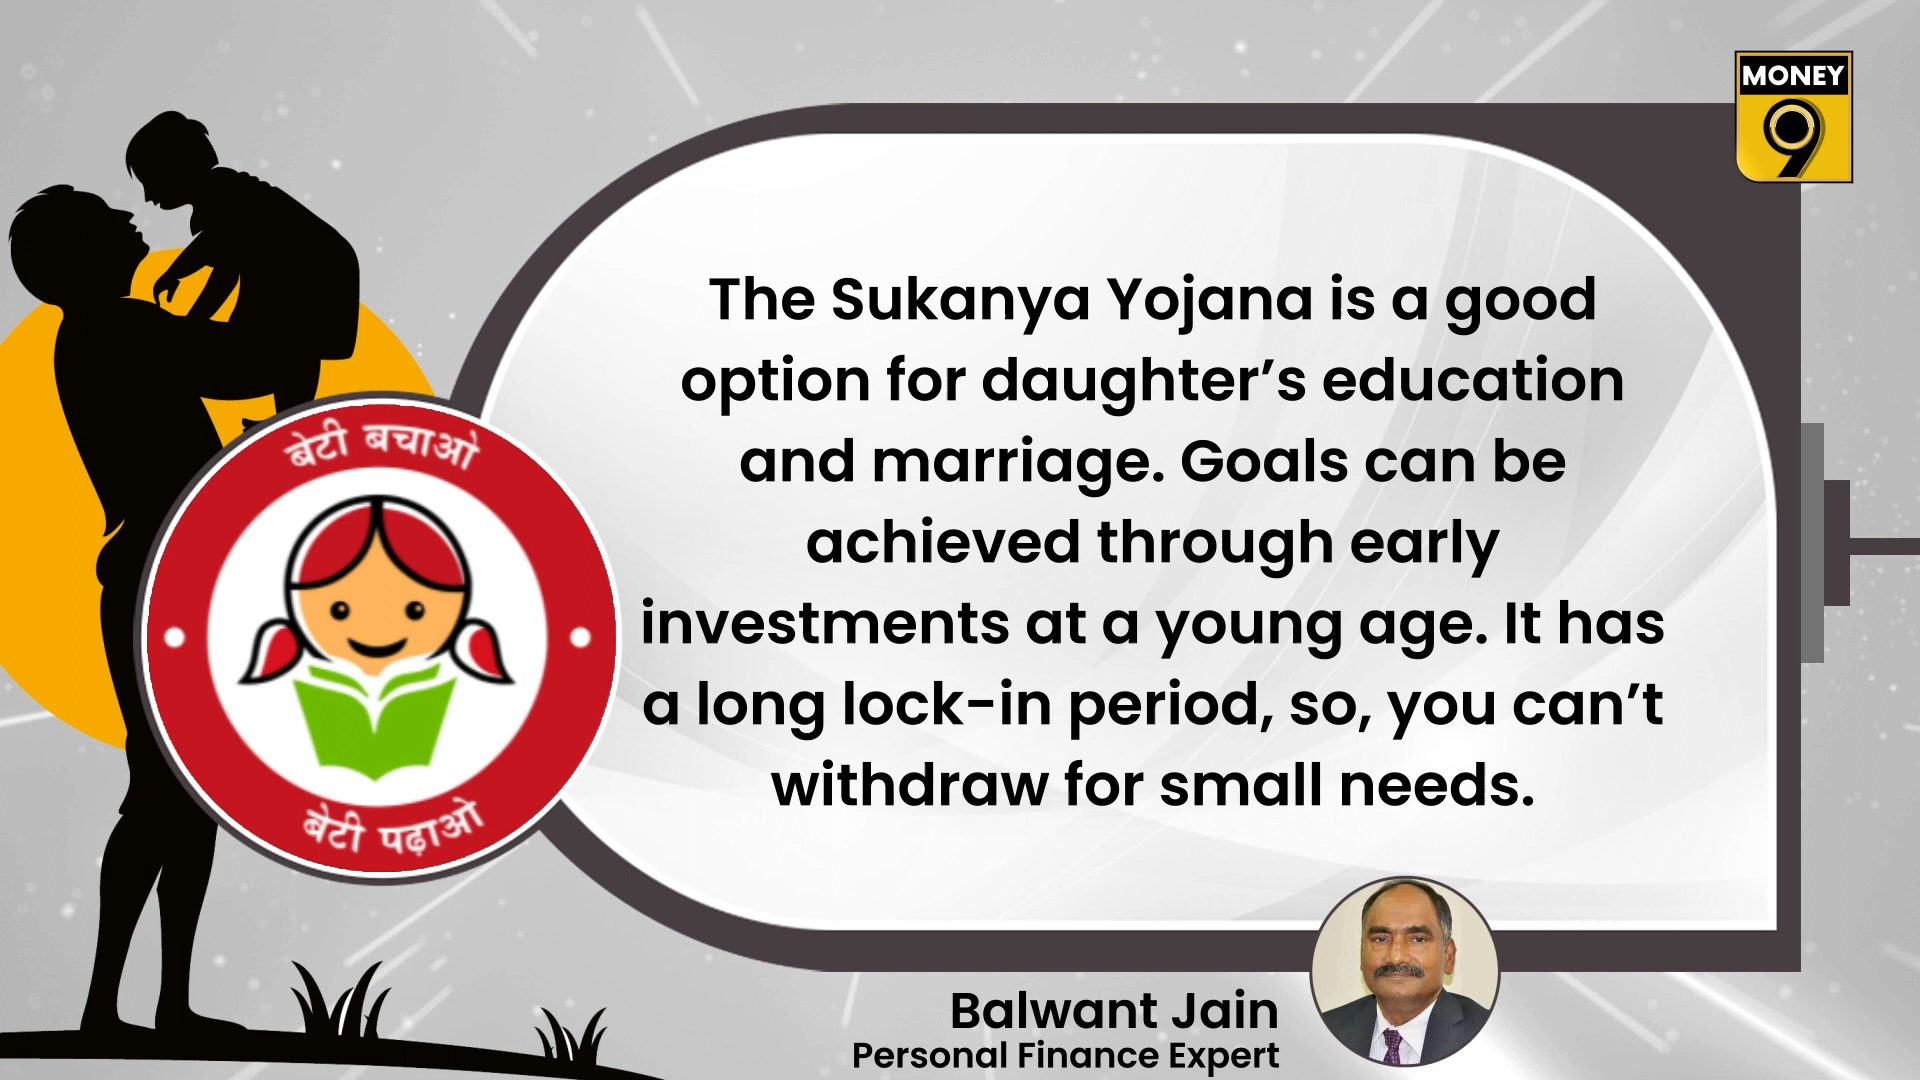 MONEY
9
The Sukanya Yojana is a good
option for daughter’s education
and marriage. Goals can be
achieved through early
investments at a young age. It has
a long lock-in period, so, you can’t
withdraw for small needs.
बेटी बचाओ
बेटी पढ़ाओ
Balwant Jain
Personal Finance Expert